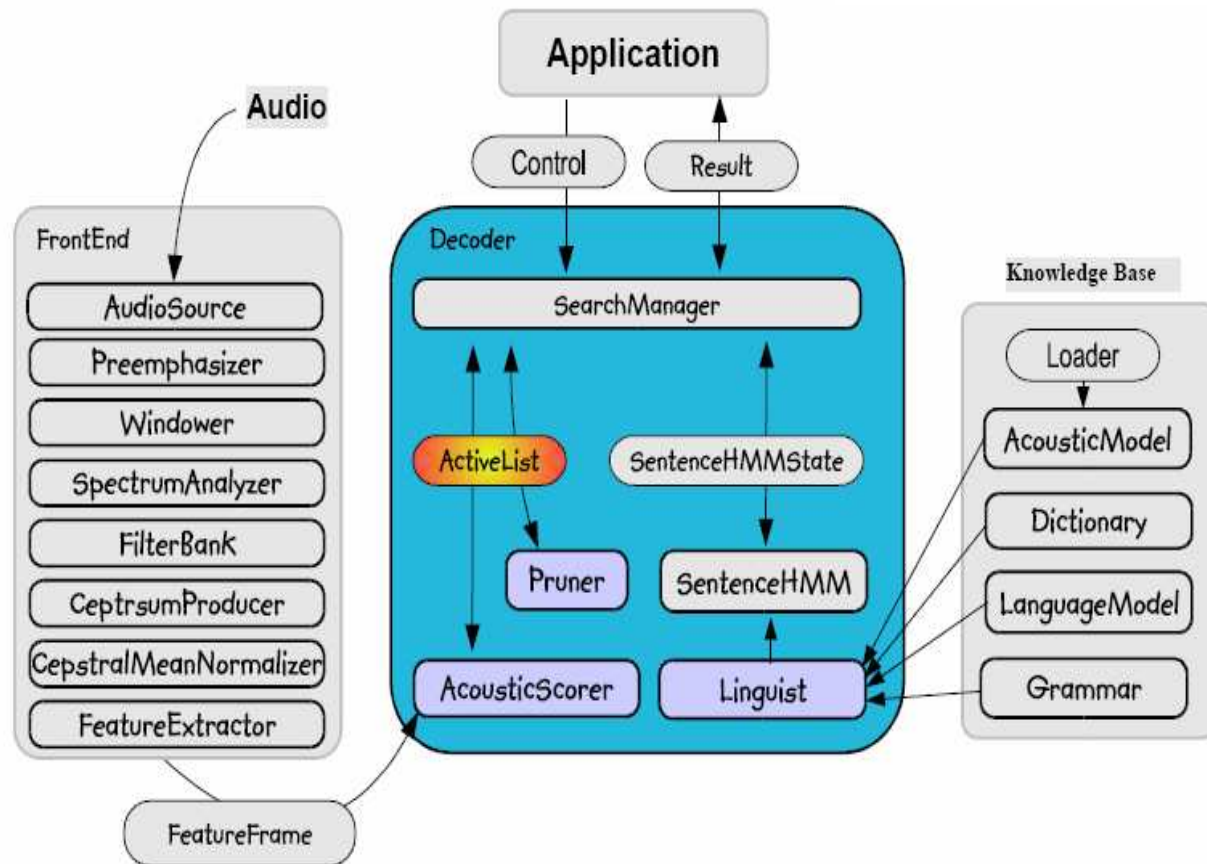 Application
Audio
Control
Result
FrontEnd
AudioSource
Preemphasizer
Windower
SpectrumAnalyzer
FilterBank
CeptrsumProducer
CepstralMeanNormalizer
FeatureExtractor
FeatureFrame
Decoder
SearchManager
ActiveList
SentenceHMMState
Pruner
SentenceHMM
AcousticScorer
Linguist
Knowledge Base
Loader
AcousticModel
Dictionary
LanguageModel
Grammar